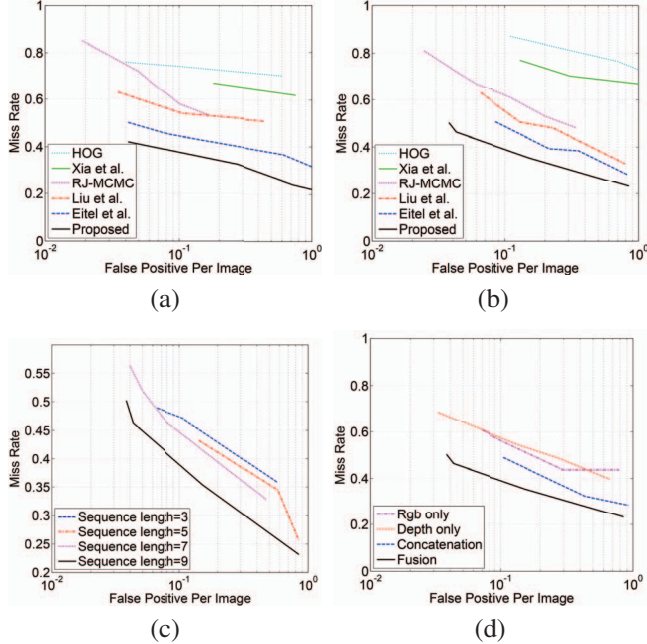 1
0.8
0.6
0.4
0.2
0
Miss Rate
HOG
Xia et al.
RJ-MCMC
Liu et al.
Eitel et al.
Proposed
10^-2
10^-1
10^0
False Positive Per Image
(a)
1
0.8
0.6
0.4
0.2
0
Miss Rate
HOG
Xia et al.
RJ-MCMC
Liu et al.
Eitel et al.
Proposed
10^-2
10^-1
10^0
False Positive Per Image
(b)
0.55
0.5
0.45
0.4
0.35
0.3
0.25
0.2
Miss Rate
Sequence lengh=3
Sequence lengh=5
Sequence lengh=7
Sequence lengh=9
10^-2
10^-1
10^0
False Positive Per Image
(c)
1
0.8
0.6
0.4
0.2
0
Miss Rate
Rgb only
Depth only
Concatenation
Fusion
10^-2
10^-1
10^0
False Positive Per Image
(d)